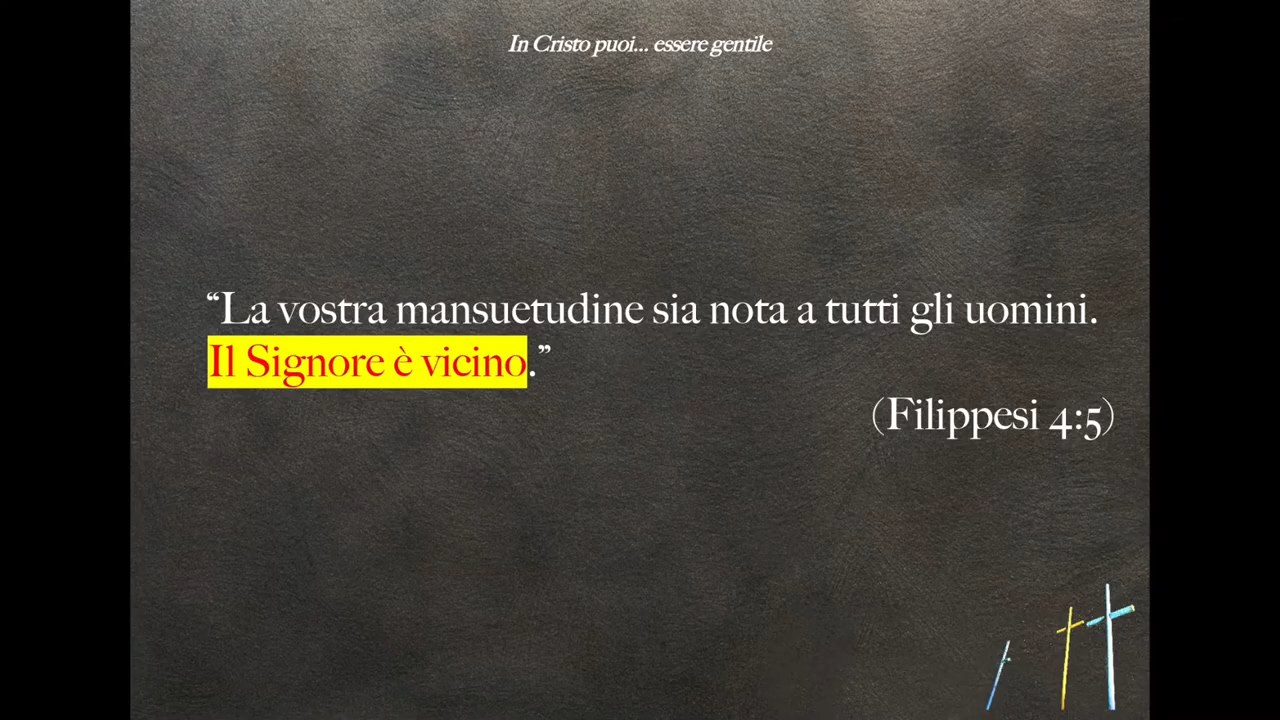 In Cristo puoi... essere gentile
“La vostra mansuetudine sia nota a tutti gli uomini.
Il Signore è vicino.”
(Filippesi 4:5)